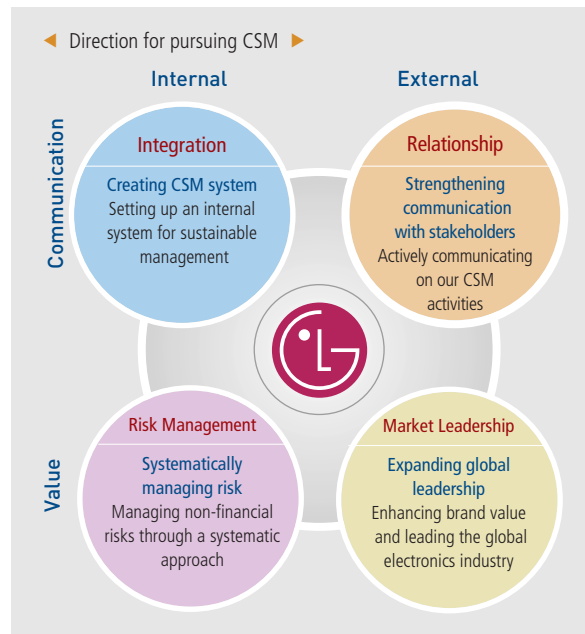 Direction for pursuing CSM
Internal
External
Communication
Integration
Creating CSM system
Setting up an internal
system for sustainable
management
Relationship
Strengthening
communication
with stakeholders
Actively communicating
on our CSM
activities
LG
Value
Risk Management
Systematically
managing risk
Managing non-financial
risks through a systematic
approach
Market Leadership
Expanding global
leadership
Enhancing brand value
and leading the global
electronics industry